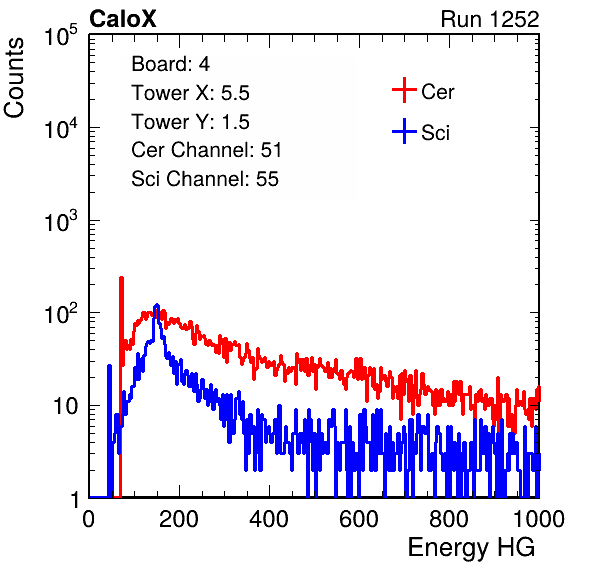 CaloX Run 1252
Counts
10^5
10^4
10^3
10^2
10
1
Board: 4
Tower X: 5.5
Tower Y: 1.5
Cer Channel: 51
Sci Channel: 55
Cer
Sci
0 200 400 600 800 1000
Energy HG